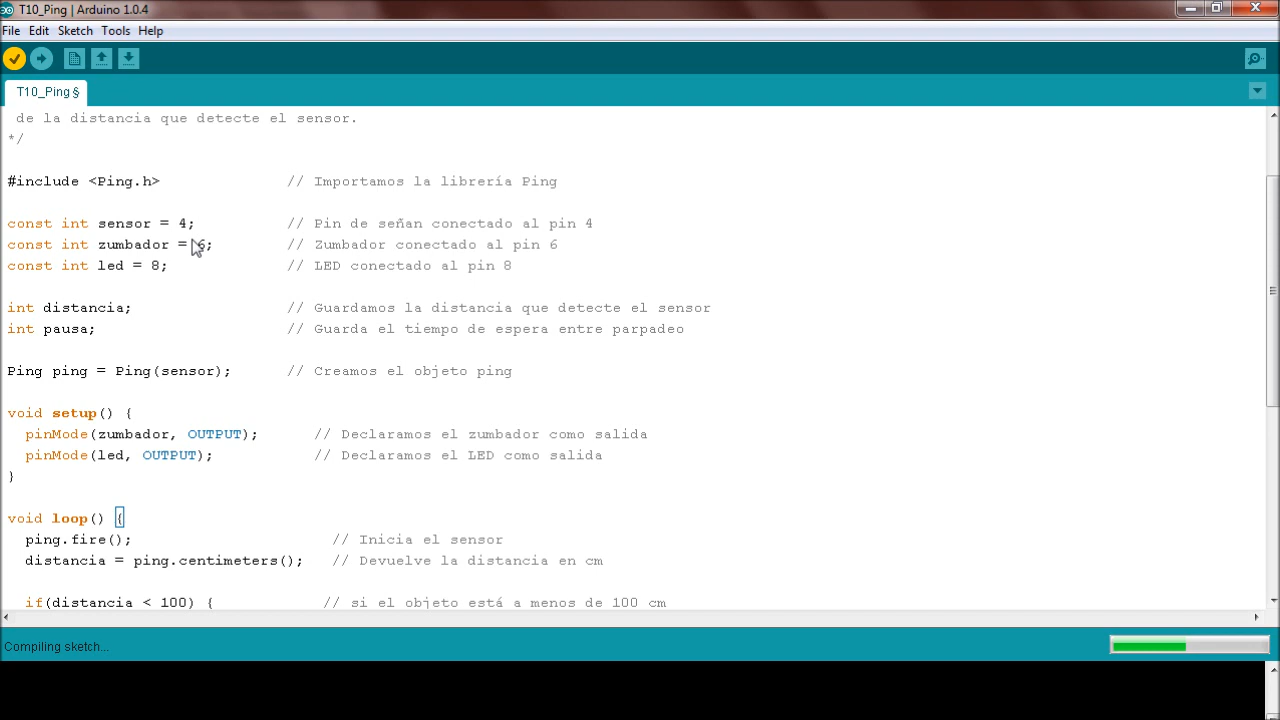 T10_Ping | Arduino 1.0.4
File Edit Sketch Tools Help
T10_Ping §
de la distancia que detecte el sensor.
*/
#include <Ping.h> // Importamos la librería Ping
const int sensor = 4; // Pin de señan conectado al pin 4
const int zumbador = 6; // Zumbador conectado al pin 6
const int led = 8; // LED conectado al pin 8
int distancia; // Guardamos la distancia que detecte el sensor
int pausa; // Guarda el tiempo de espera entre parpadeo
Ping ping = Ping(sensor); // Creamos el objeto ping
void setup() {
pinMode(zumbador, OUTPUT); // Declaramos el zumbador como salida
pinMode(led, OUTPUT); // Declaramos el LED como salida
}
void loop() {
ping.fire(); // Inicia el sensor
distancia = ping.centimeters(); // Devuelve la distancia en cm
if(distancia < 100) { // si el objeto está a menos de 100 cm
Compiling sketch...